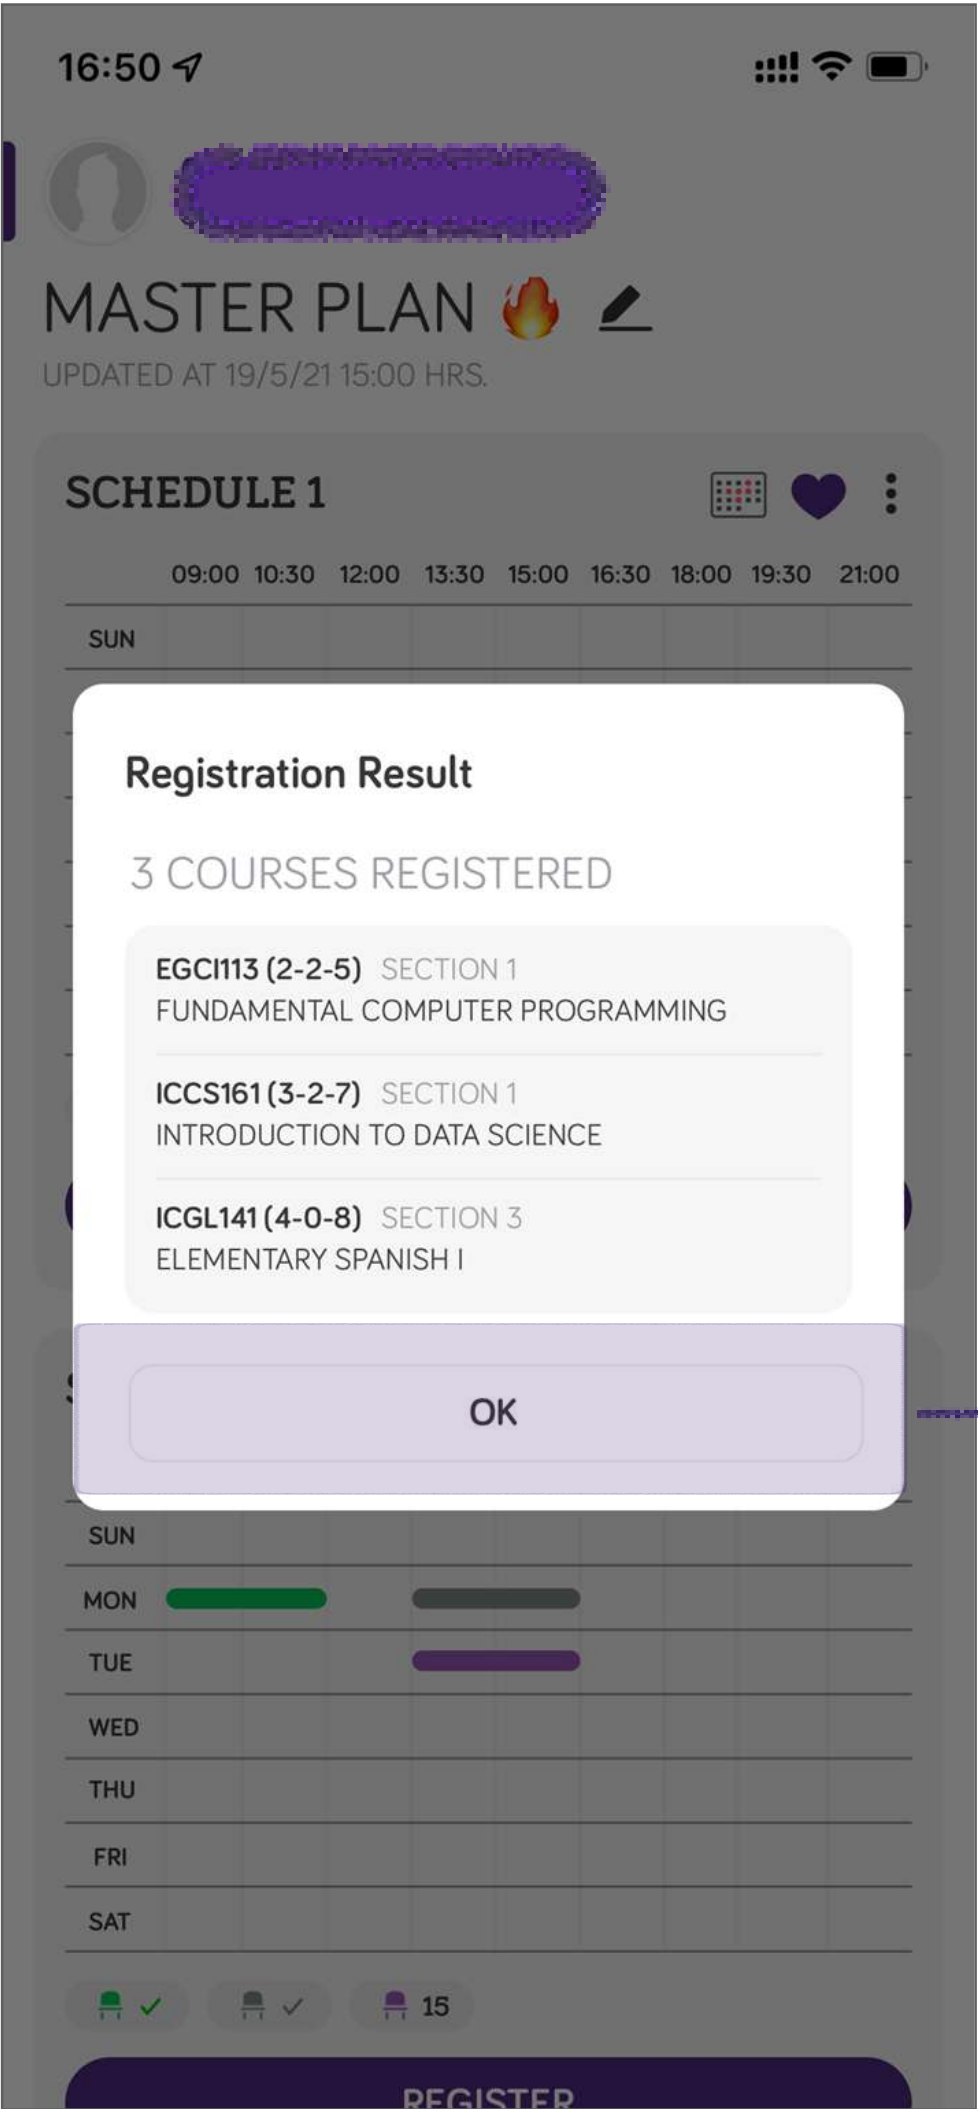 16:50
MASTER PLAN 🔥
UPDATED AT 19/5/21 15:00 HRS.
SCHEDULE 1
09:00 10:30 12:00 13:30 15:00 16:30 18:00 19:30 21:00
SUN
Registration Result
3 COURSES REGISTERED
EGCI113 (2-2-5) SECTION 1
FUNDAMENTAL COMPUTER PROGRAMMING
ICCS161 (3-2-7) SECTION 1
INTRODUCTION TO DATA SCIENCE
ICGL141 (4-0-8) SECTION 3
ELEMENTARY SPANISH I
OK
SUN
MON
TUE
WED
THU
FRI
SAT
15
REGISTER